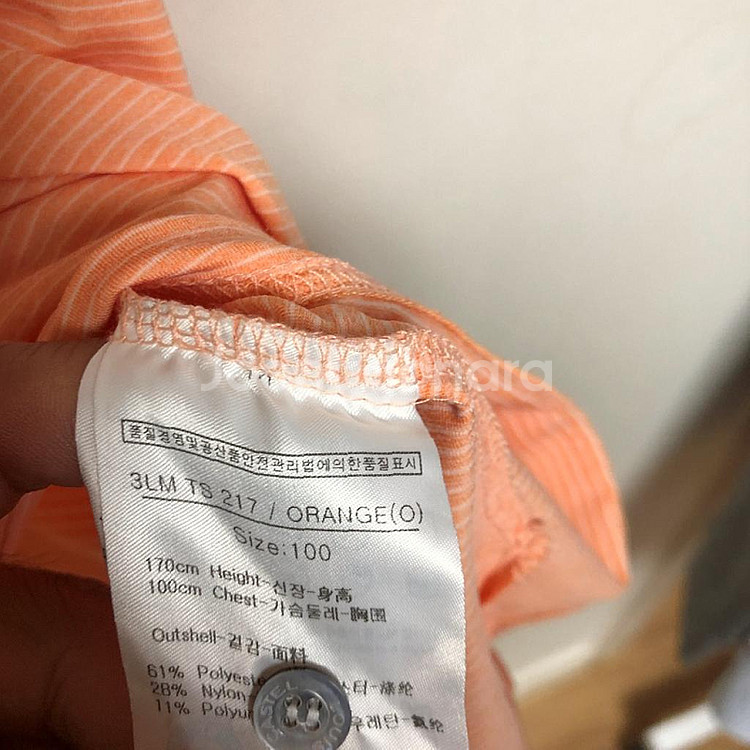 품질경영및공산품안전관리법에의한품질표시
3LM TS 217 / ORANGE(O)
Size:100
170cm Height-신장-身高
100cm Chest-가슴둘레-胸围
Outshell-겉감-面料
61%
28% Nylon-
11%
CASTEL